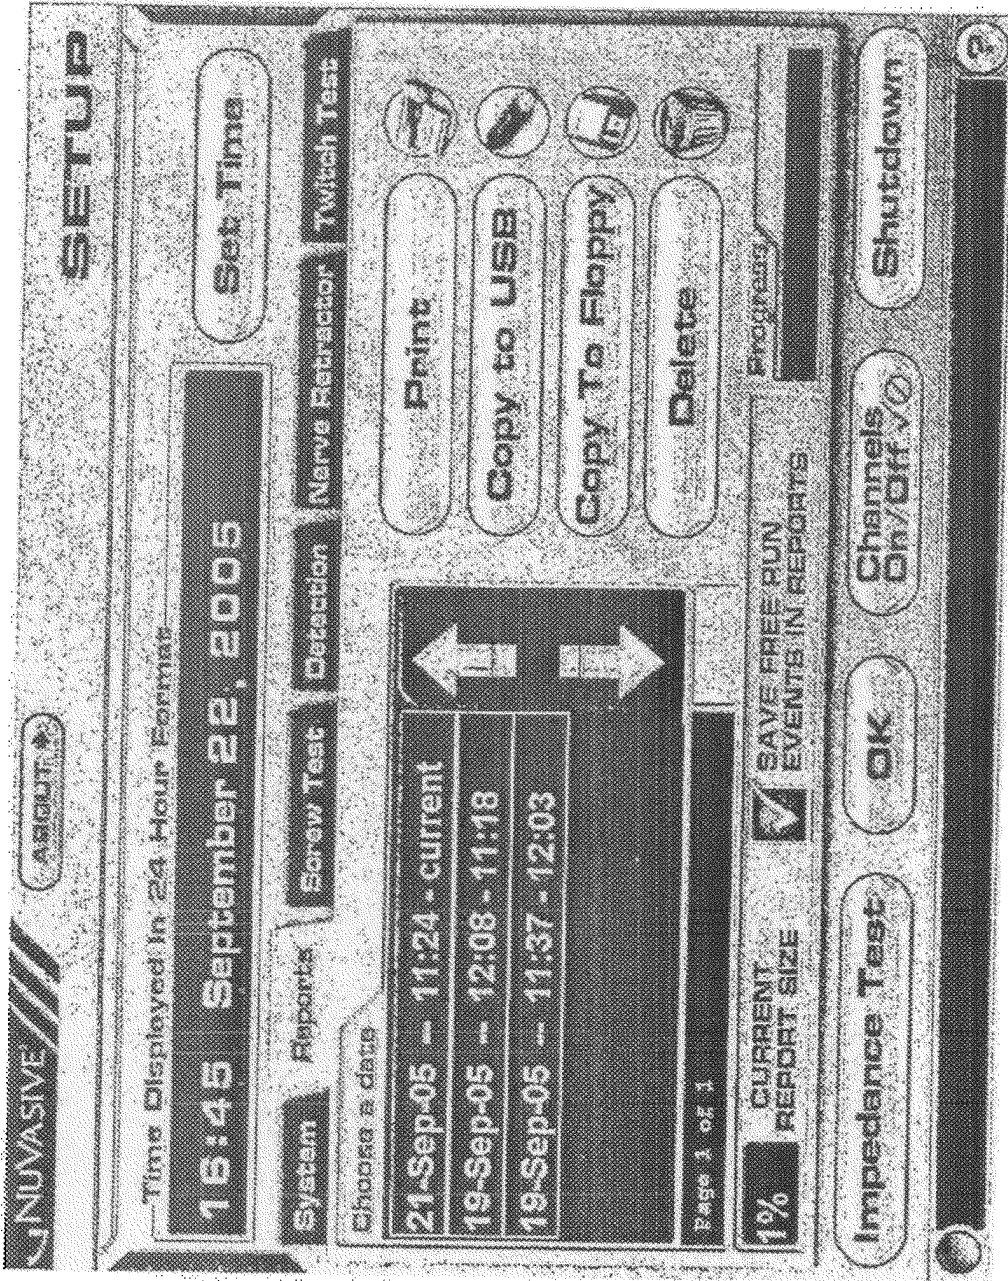 NUVASIVE
ABOUT
SETUP
Time Displayed In 24 Hour Format
16:45 September 22, 2005
Set Time
System
Reports
Screw Test
Detection
Nerve Retractor
Twitch Test
Choose a date
21-Sep-05 -- 11:24 - current
19-Sep-05 -- 12:08 - 11:18
19-Sep-05 -- 11:37 - 12:03
Page 1 of 1
Print
Copy to USB
Copy To Floppy
Delete
1%
CURRENT
REPORT SIZE
SAVE FREE RUN
EVENTS IN REPORTS
Progress
Impedance Test
OK
Channels
On/Off
Shutdown
?